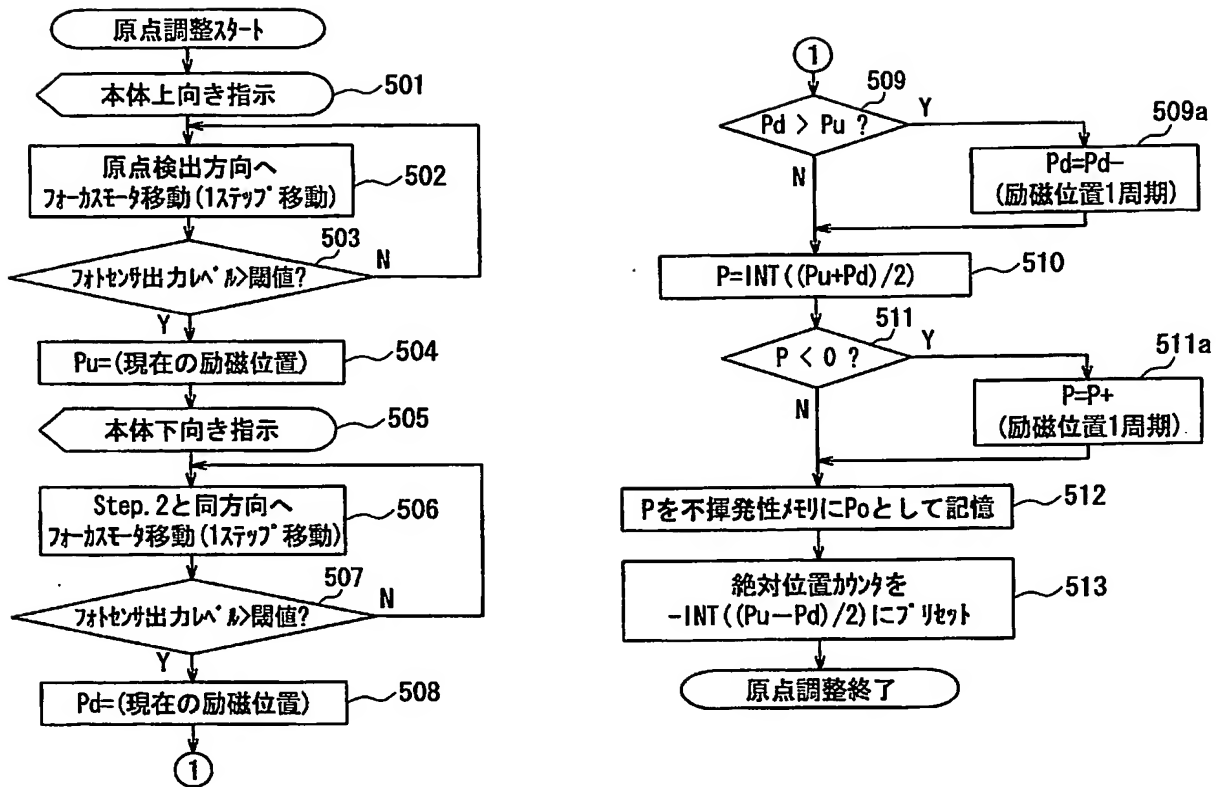 原点調整スタート
本体上向き指示
501
原点検出方向へ
フォーカスモータ移動(1ステップ移動)
502
フォトセンサ出力レベル>閾値?
503
N
Y
Pu=(現在の励磁位置)
504
本体下向き指示
505
Step.2と同方向へ
フォーカスモータ移動(1ステップ移動)
506
フォトセンサ出力レベル>閾値?
507
N
Y
Pd=(現在の励磁位置)
508
1
1
Pd > Pu ?
509
Y
N
509a
Pd=Pd-
(励磁位置1周期)
P=INT((Pu+Pd)/2)
510
P < 0 ?
511
Y
N
511a
P=P+
(励磁位置1周期)
Pを不揮発性メモリにPoとして記憶
512
絶対位置カウンタを
-INT((Pu-Pd)/2)にプリセット
513
原点調整終了